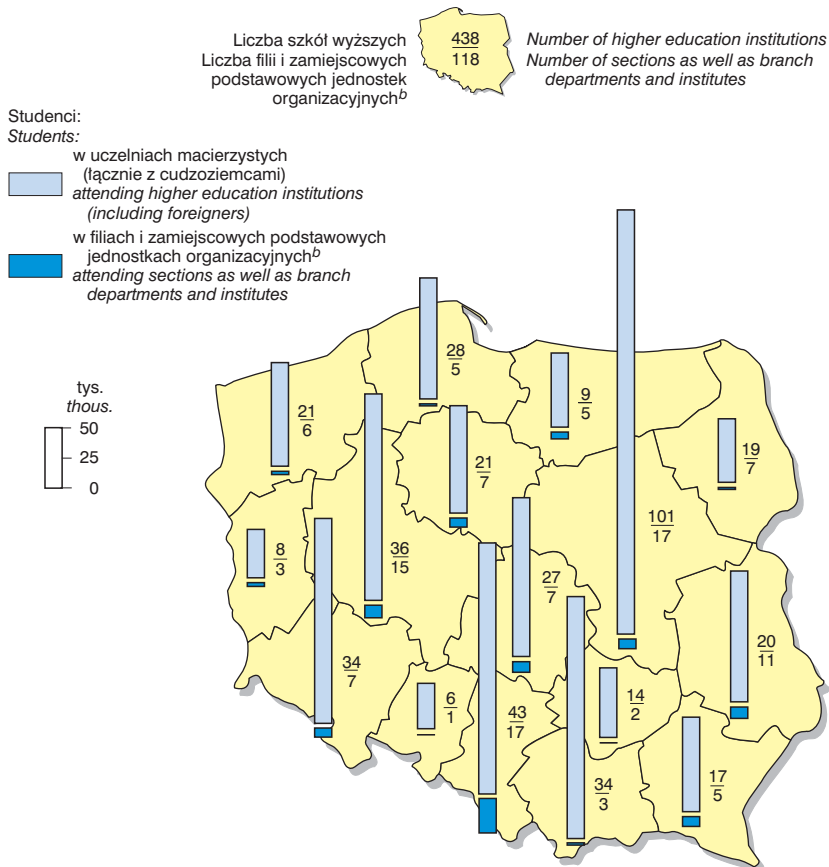 Liczba szkół wyższych
Liczba filii i zamiejscowych
podstawowych jednostek
organizacyjnych^b
438
118
Number of higher education institutions
Number of sections as well as branch
departments and institutes
Studenci:
Students:
w uczelniach macierzystych
(łącznie z cudzoziemcami)
attending higher education institutions
(including foreigners)
w filiach i zamiejscowych podstawowych
jednostkach organizacyjnych^b
attending sections as well as branch
departments and institutes
tys.
thous.
50
25
0
28
5
9
5
21
6
21
7
19
7
101
17
8
3
36
15
27
7
20
11
34
7
6
1
43
17
14
2
34
3
17
5